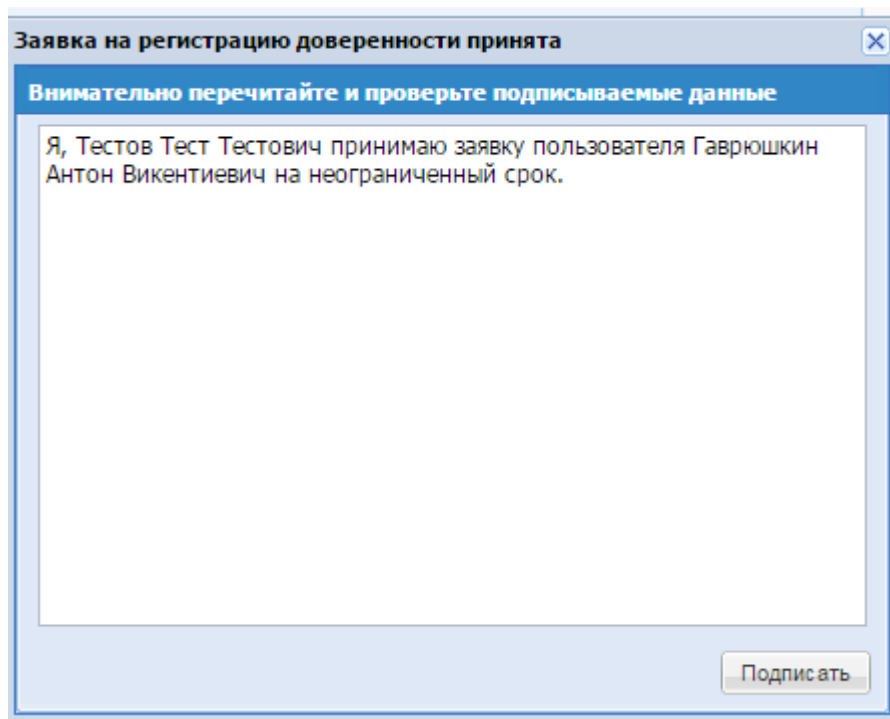 Заявка на регистрацию доверенности принята
Внимательно перечитайте и проверьте подписываемые данные
Я, Тестов Тест Тестович принимаю заявку пользователя Гаврюшкин
Антон Викентиевич на неограниченный срок.
Подписать